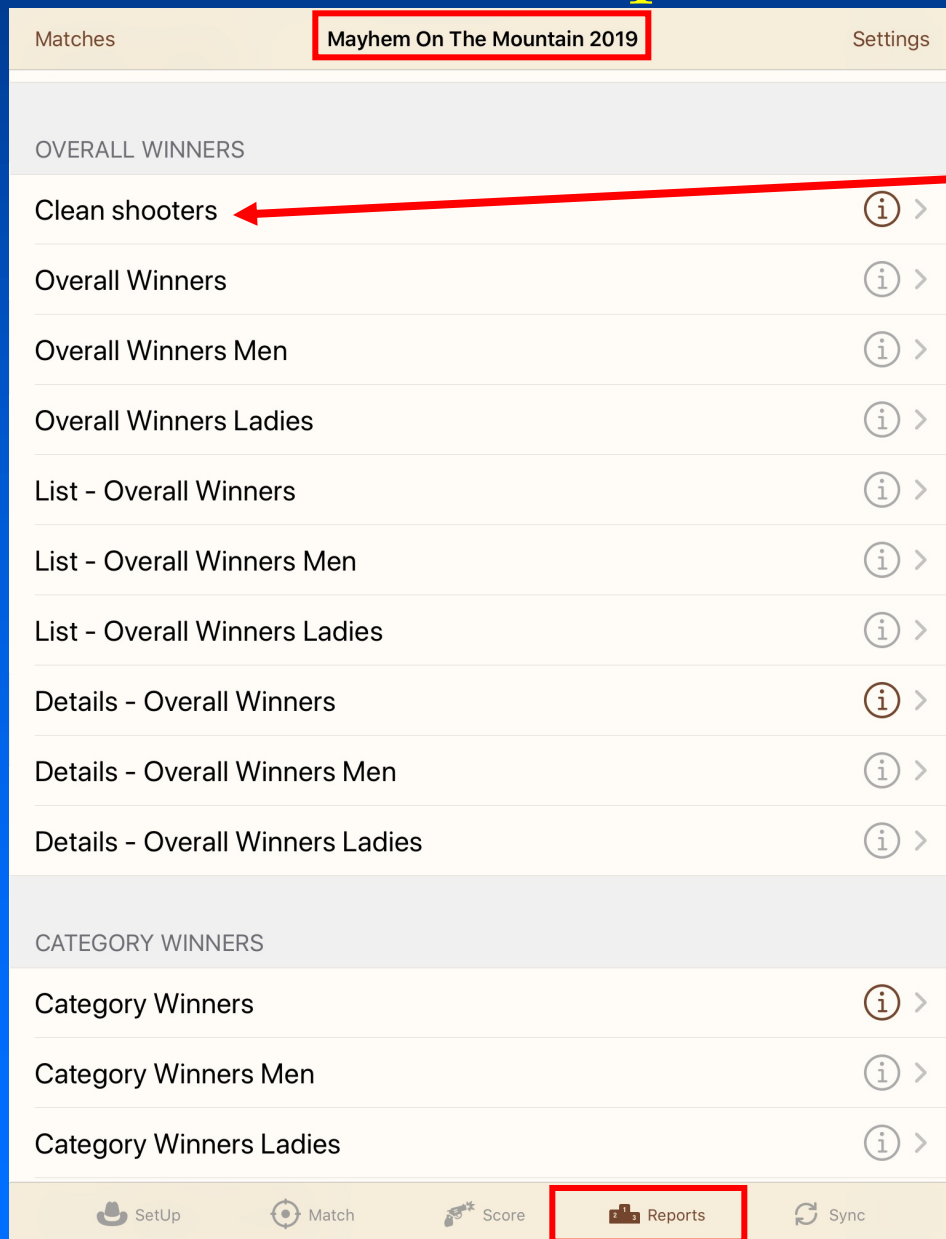 Matches Mayhem On The Mountain 2019 Settings
OVERALL WINNERS
Clean shooters
Overall Winners
Overall Winners Men
Overall Winners Ladies
List - Overall Winners
List - Overall Winners Men
List - Overall Winners Ladies
Details - Overall Winners
Details - Overall Winners Men
Details - Overall Winners Ladies
CATEGORY WINNERS
Category Winners
Category Winners Men
Category Winners Ladies
SetUp Match Score Reports Sync